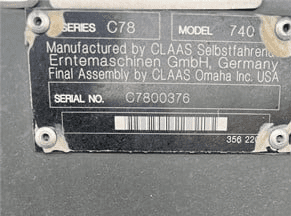 SERIES C78 MODEL 740
Manufactured by CLAAS Selbstfahrende
Erntemaschinen GmbH, Germany
Final Assembly by CLAAS Omaha Inc. USA
SERIAL NO. C7800376
356 220